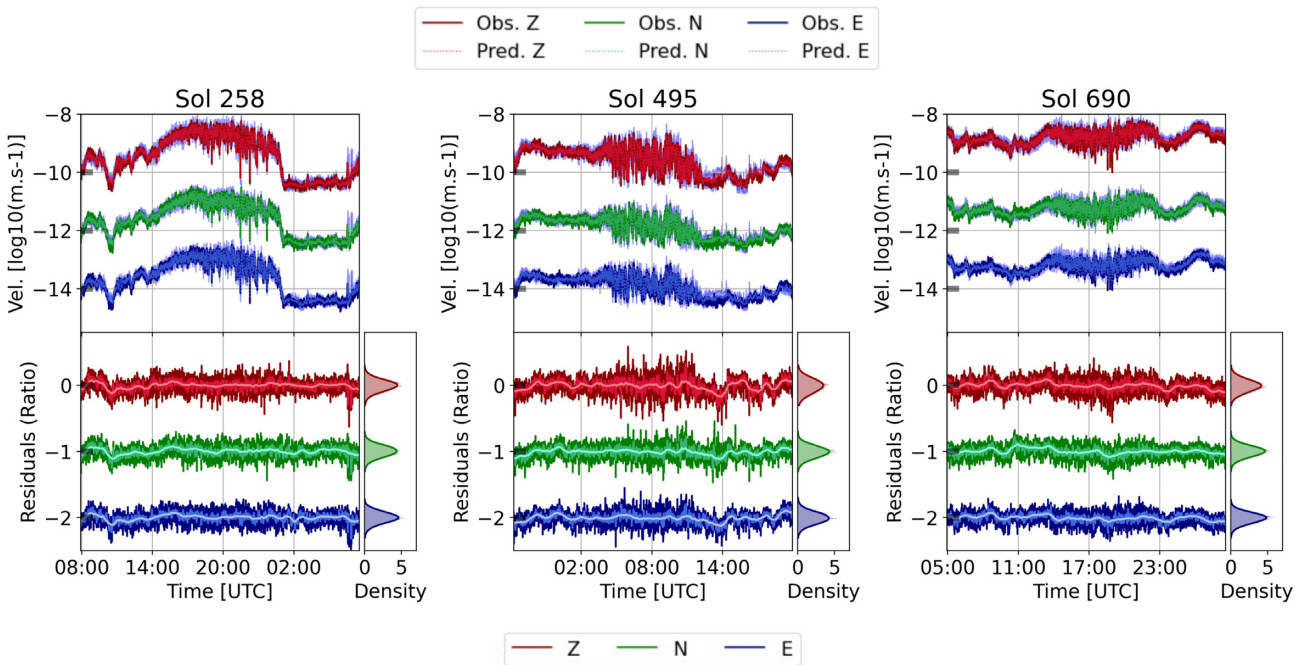 Obs. Z Obs. N Obs. E
Pred. Z Pred. N Pred. E
Sol 258 Sol 495 Sol 690
Vel. [log10(m.s-1)] Vel. [log10(m.s-1)] Vel. [log10(m.s-1)]
−8 −8 −8
−10 −10 −10
−12 −12 −12
−14 −14 −14
Residuals (Ratio) Residuals (Ratio) Residuals (Ratio)
0 0 0
−1 −1 −1
−2 −2 −2
08:00 14:00 20:00 02:00 0 5 02:00 08:00 14:00 0 5 05:00 11:00 17:00 23:00 0 5
Time [UTC] Density Time [UTC] Density Time [UTC] Density
Z N E